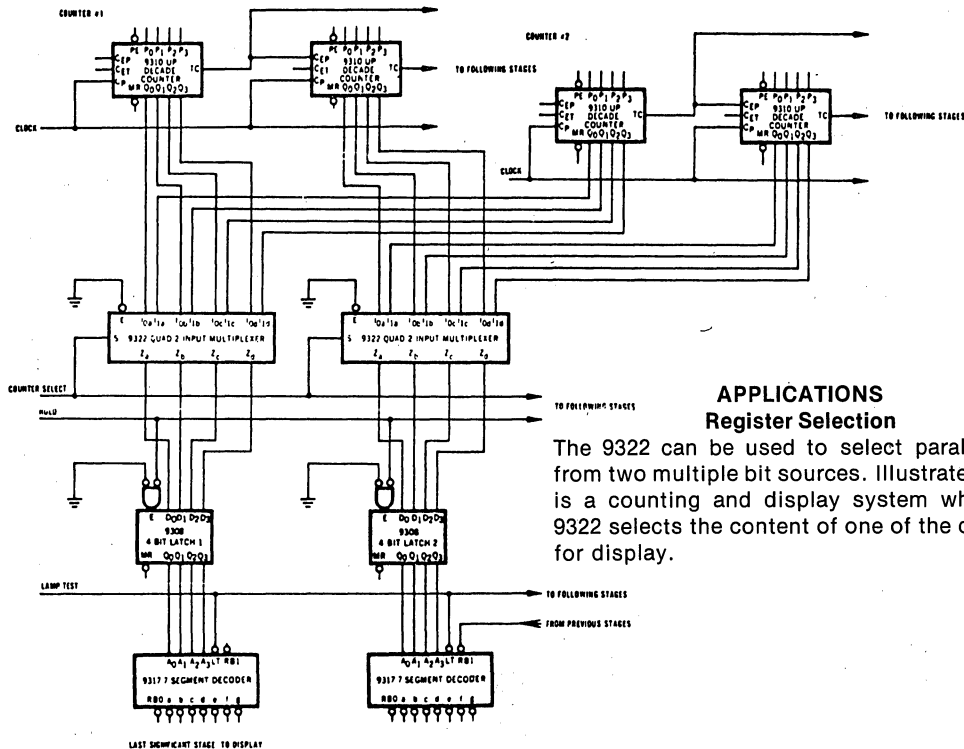 COUNTER #1
PE P0 P1 P2 P3
CEP 9310 UP
CET DECADE TC
CP COUNTER
MR Q0 Q1 Q2 Q3
PE P0 P1 P2 P3
CEP 9310 UP
CET DECADE TC
CP COUNTER
MR Q0 Q1 Q2 Q3
TO FOLLOWING STAGES
CLOCK
COUNTER #2
PE P0 P1 P2 P3
CEP 9310 UP
CET DECADE TC
CP COUNTER
MR Q0 Q1 Q2 Q3
PE P0 P1 P2 P3
CEP 9310 UP
CET DECADE TC
CP COUNTER
MR Q0 Q1 Q2 Q3
TO FOLLOWING STAGES
CLOCK
E I0a I1a I0b I1b I0c I1c I0d I1d
S 9322 QUAD 2 INPUT MULTIPLEXER
Za Zb Zc Zd
E I0a I1a I0b I1b I0c I1c I0d I1d
S 9322 QUAD 2 INPUT MULTIPLEXER
Za Zb Zc Zd
COUNTER SELECT
TO FOLLOWING STAGES
HOLD
E D0 D1 D2 D3
9308
4 BIT LATCH 1
MR Q0 Q1 Q2 Q3
E D0 D1 D2 D3
9308
4 BIT LATCH 2
MR Q0 Q1 Q2 Q3
LAMP TEST
TO FOLLOWING STAGES
FROM PREVIOUS STAGES
A0 A1 A2 A3 LT RBI
9317 7 SEGMENT DECODER
RBO a b c d e f g
A0 A1 A2 A3 LT RBI
9317 7 SEGMENT DECODER
RBO a b c d e f g
LAST SIGNIFICANT STAGE TO DISPLAY
APPLICATIONS
Register Selection
The 9322 can be used to select paral
from two multiple bit sources. Illustrate
is a counting and display system wh
9322 selects the content of one of the c
for display.